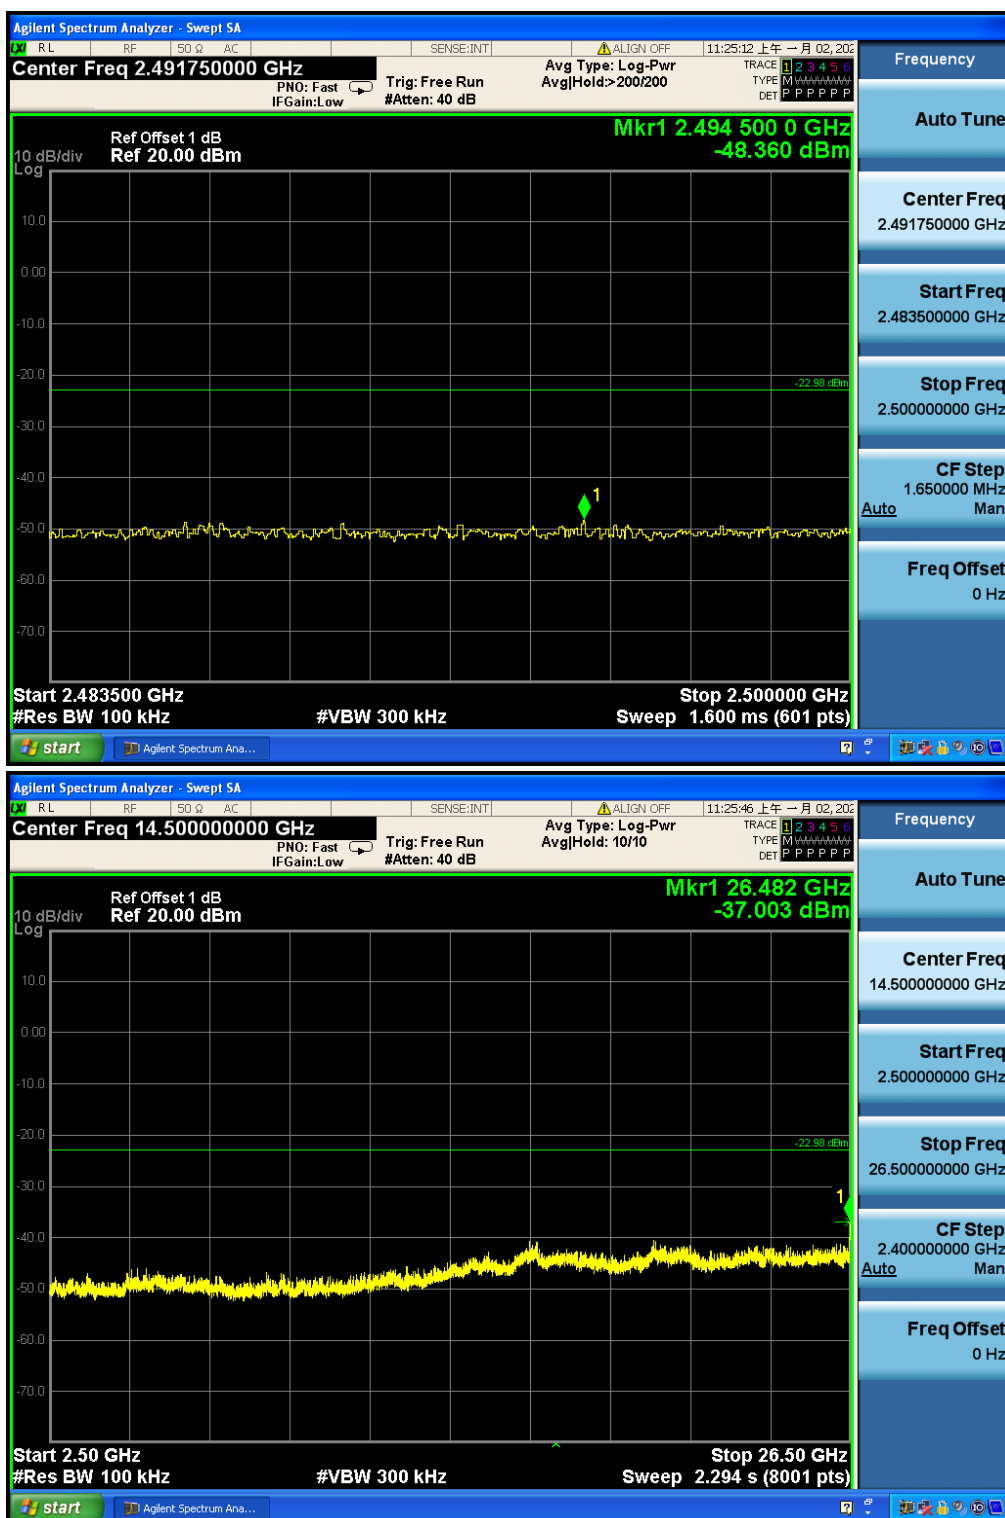 Agilent Spectrum Analyzer - Swept SA
LXI RL RF 50 Ω AC SENSE:INT ALIGN OFF 11:25:12 上午 一月 02, 202
Center Freq 2.491750000 GHz
PNO: Fast
IFGain:Low
Trig: Free Run
#Atten: 40 dB
Avg Type: Log-Pwr
Avg|Hold:>200/200
TRACE 1 2 3 4 5 6
TYPE M
DET P P P P P P
Mkr1 2.494 500 0 GHz
-48.360 dBm
Ref Offset 1 dB
10 dB/div Ref 20.00 dBm
Log
10.0
0.00
-10.0
-20.0
-22.98 dBm
-30.0
-40.0
1
-50.0
-60.0
-70.0
Start 2.483500 GHz Stop 2.500000 GHz
#Res BW 100 kHz #VBW 300 kHz Sweep 1.600 ms (601 pts)
Frequency
Auto Tune
Center Freq
2.491750000 GHz
Start Freq
2.483500000 GHz
Stop Freq
2.500000000 GHz
CF Step
1.650000 MHz
Auto Man
Freq Offset
0 Hz
start Agilent Spectrum Ana...
Agilent Spectrum Analyzer - Swept SA
LXI RL RF 50 Ω AC SENSE:INT ALIGN OFF 11:25:46 上午 一月 02, 202
Center Freq 14.500000000 GHz
PNO: Fast
IFGain:Low
Trig: Free Run
#Atten: 40 dB
Avg Type: Log-Pwr
Avg|Hold: 10/10
TRACE 1 2 3 4 5 6
TYPE M
DET P P P P P P
Mkr1 26.482 GHz
-37.003 dBm
Ref Offset 1 dB
10 dB/div Ref 20.00 dBm
Log
10.0
0.00
-10.0
-20.0
-22.98 dBm
-30.0
1
-40.0
-50.0
-60.0
-70.0
Start 2.50 GHz Stop 26.50 GHz
#Res BW 100 kHz #VBW 300 kHz Sweep 2.294 s (8001 pts)
Frequency
Auto Tune
Center Freq
14.500000000 GHz
Start Freq
2.500000000 GHz
Stop Freq
26.500000000 GHz
CF Step
2.400000000 GHz
Auto Man
Freq Offset
0 Hz
start Agilent Spectrum Ana...